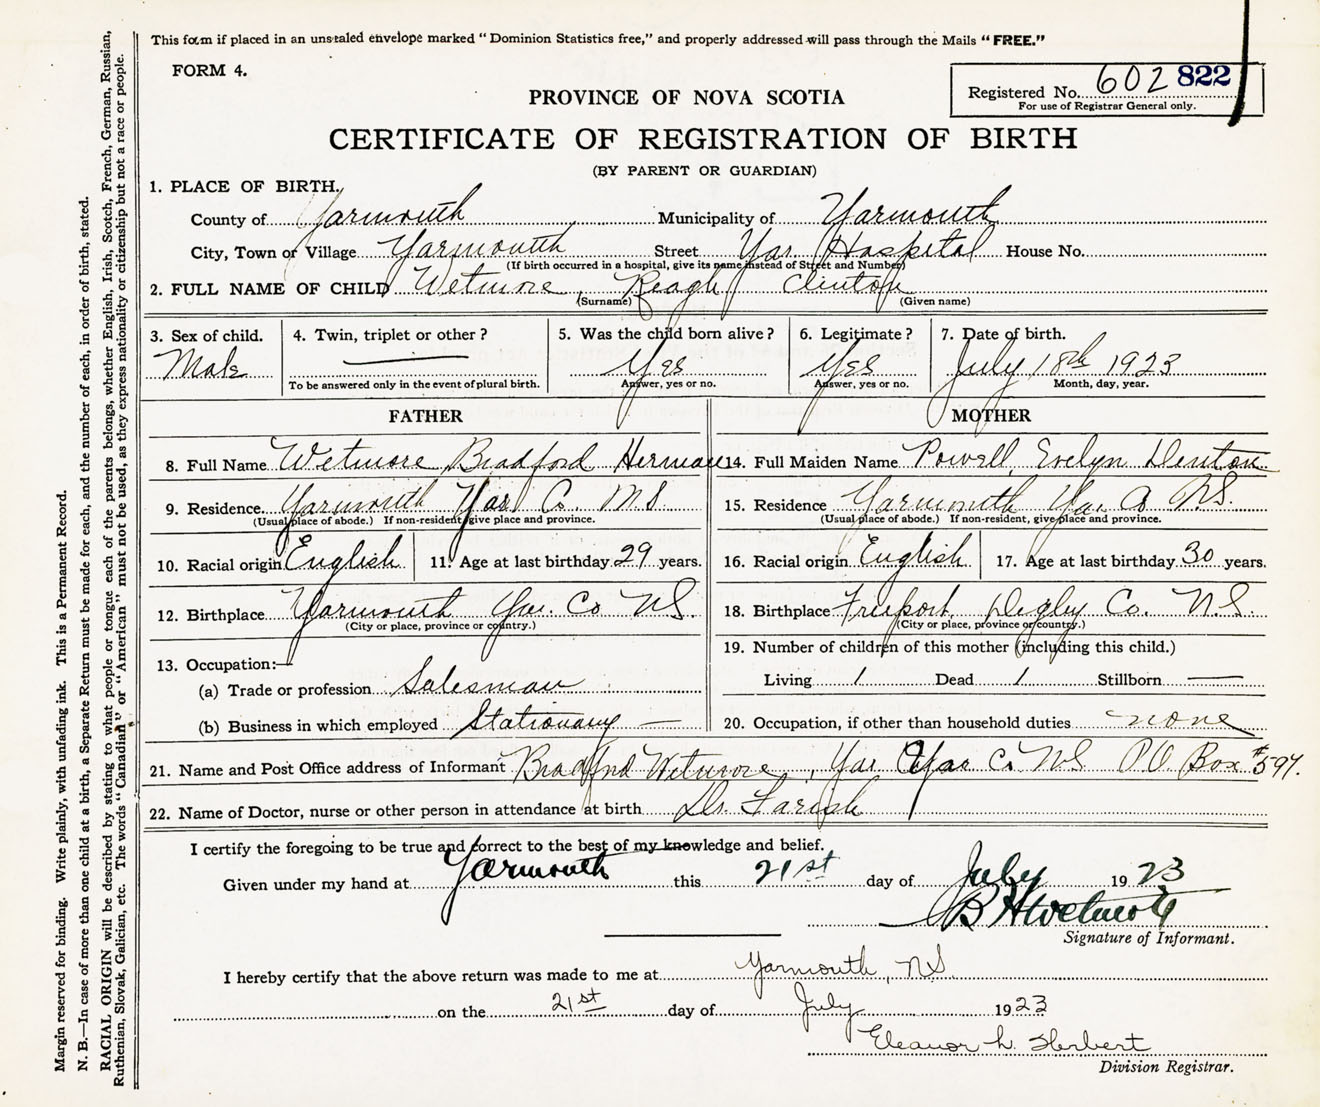 This form if placed in an unsealed envelope marked "Dominion Statistics free," and properly addressed will pass through the Mails "FREE."
FORM 4.
Registered No. 602 822
For use of Registrar General only.
PROVINCE OF NOVA SCOTIA
CERTIFICATE OF REGISTRATION OF BIRTH
(BY PARENT OR GUARDIAN)
1. PLACE OF BIRTH.
County of Yarmouth Municipality of Yarmouth
City, Town or Village Yarmouth Street Yar Hospital House No.
(If birth occurred in a hospital, give its name instead of Street and Number)
2. FULL NAME OF CHILD Wetmore, Reagh Clinton
(Surname) (Given name)
3. Sex of child. 4. Twin, triplet or other? 5. Was the child born alive? 6. Legitimate? 7. Date of birth.
Male — Yes Yes July 18th 1923
To be answered only in the event of plural birth. Answer, yes or no. Answer, yes or no. Month, day, year.
FATHER
8. Full Name Wetmore Bradford Herman
9. Residence. Yarmouth Yar Co. N.S.
(Usual place of abode.) If non-resident, give place and province.
10. Racial origin English 11. Age at last birthday 29 years.
12. Birthplace Yarmouth Yar. Co NS.
(City or place, province or country.)
13. Occupation:—
(a) Trade or profession Salesman
(b) Business in which employed Stationary —
MOTHER
14. Full Maiden Name Powell, Evelyn Denton
15. Residence Yarmouth Yar. Co N.S.
(Usual place of abode.) If non-resident, give place and province.
16. Racial origin English 17. Age at last birthday 30 years.
18. Birthplace Freeport, Digby Co. N.S.
(City or place, province or country.)
19. Number of children of this mother (including this child.)
Living 1 Dead 1 Stillborn —
20. Occupation, if other than household duties none
21. Name and Post Office address of Informant Bradford Wetmore, Yar. Yar Co NS PO Box #597.
22. Name of Doctor, nurse or other person in attendance at birth Dr. Farish
I certify the foregoing to be true and correct to the best of my knowledge and belief.
Given under my hand at Yarmouth this 21st day of July 1923
B H Wetmore
Signature of Informant.
I hereby certify that the above return was made to me at Yarmouth, N.S.
on the 21st day of July 1923
Eleanor L. Herbert
Division Registrar.
Margin reserved for binding. Write plainly, with unfading ink. This is a Permanent Record.
N. B.—In case of more than one child at a birth, a Separate Return must be made for each, and the number of each, in order of birth, stated.
RACIAL ORIGIN will be described by stating to what people or tongue each of the parents belongs, whether English, Irish, Scotch, French, German, Russian,
Ruthenian, Slovak, Galician, etc. The words "Canadian" or "American" must not be used, as they express nationality or citizenship but not a race or people.